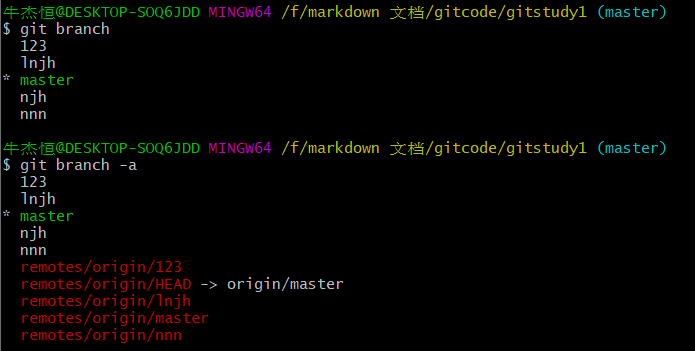 牛杰恒@DESKTOP-SOQ6JDD MINGW64 /f/markdown 文档/gitcode/gitstudy1 (master)
$ git branch
  123
  lnjh
* master
  njh
  nnn
牛杰恒@DESKTOP-SOQ6JDD MINGW64 /f/markdown 文档/gitcode/gitstudy1 (master)
$ git branch -a
  123
  lnjh
* master
  njh
  nnn
  remotes/origin/123
  remotes/origin/HEAD -> origin/master
  remotes/origin/lnjh
  remotes/origin/master
  remotes/origin/nnn